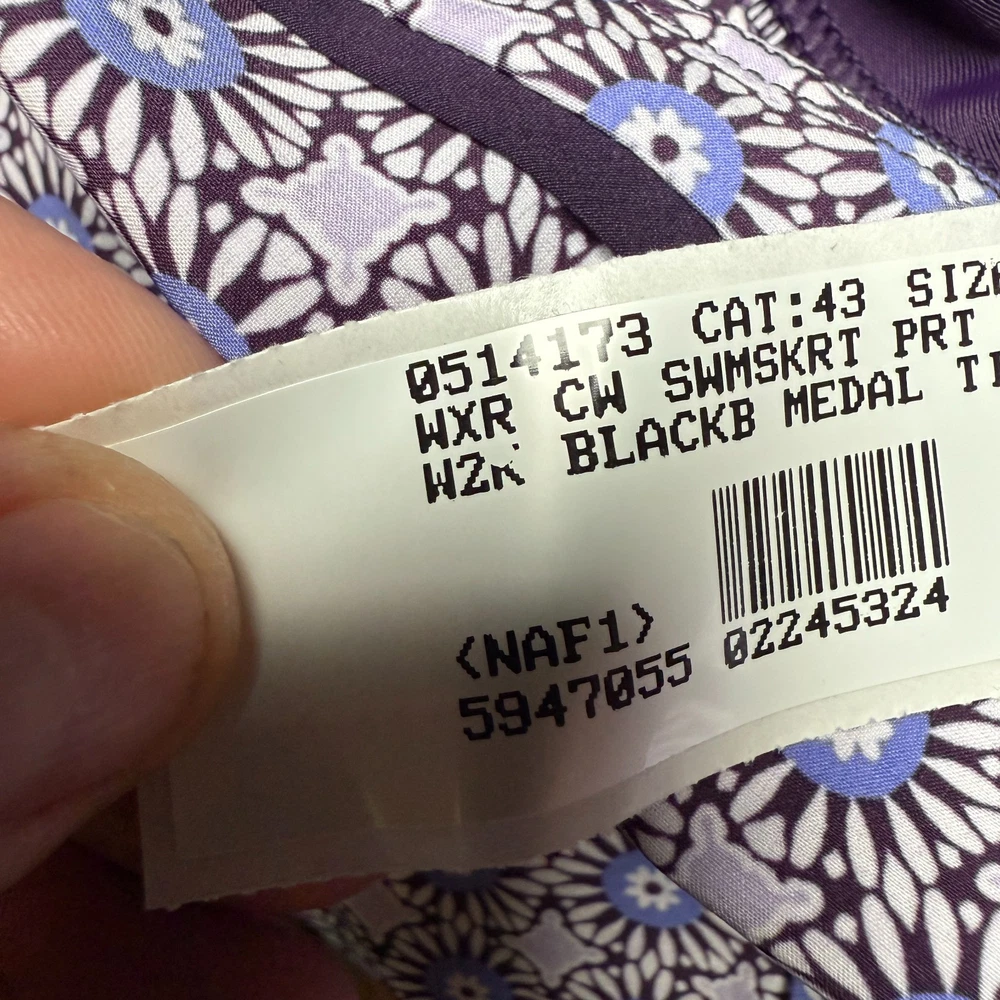 0514173 CAT:43
WXR CW SWMSKRT PRT
BLACKB MEDAL
(NAF1)
5947055 02245324